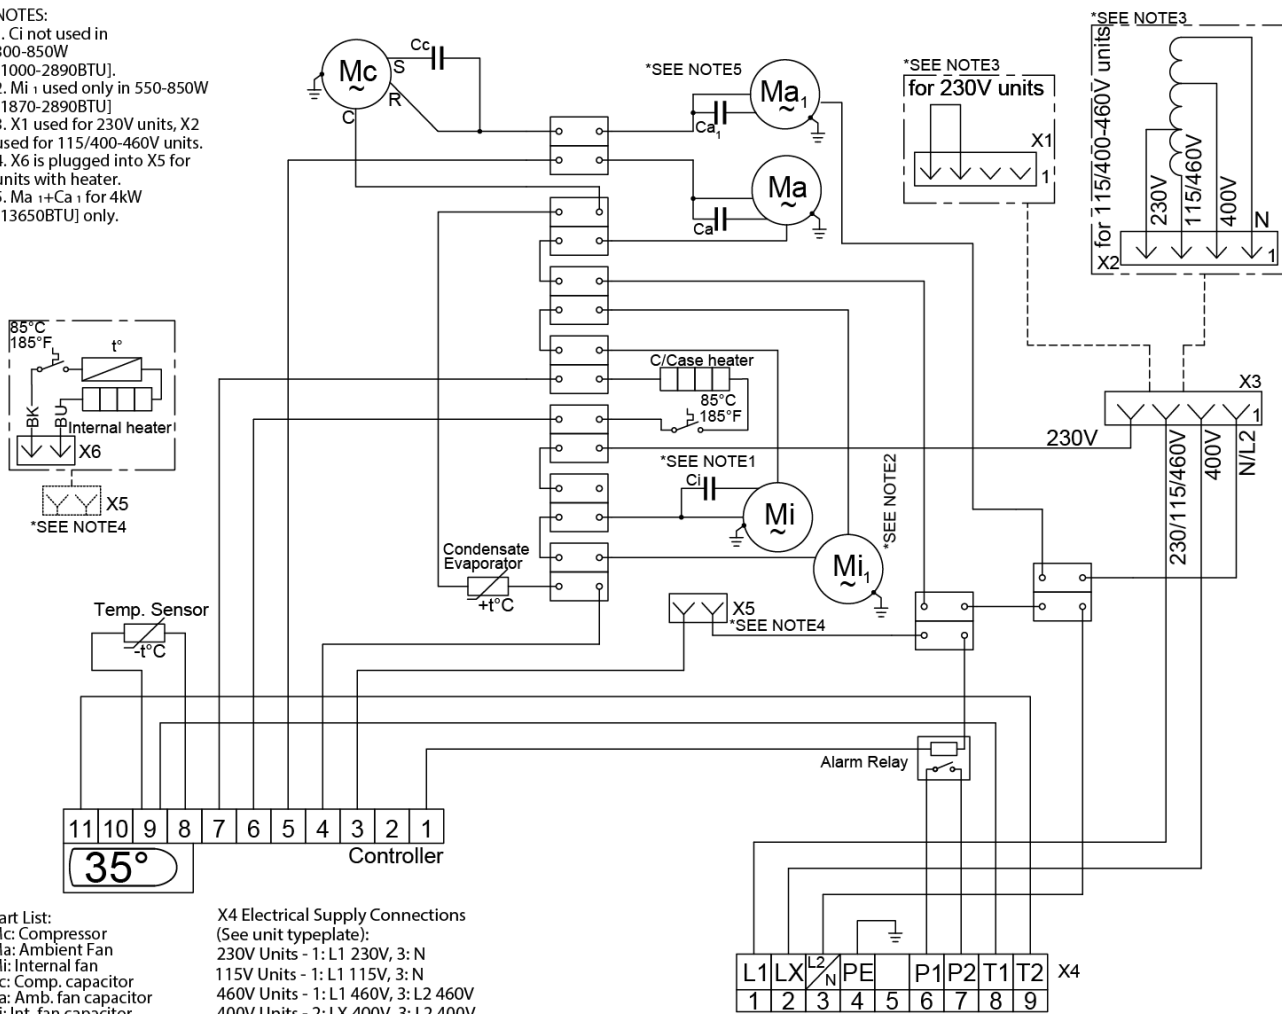 NOTES:
. Ci not used in
300-850W
1000-2890BTU].
2. Mi 1 used only in 550-850W
1870-2890BTU]
3. X1 used for 230V units, X2
used for 115/400-460V units.
4. X6 is plugged into X5 for
units with heater.
5. Ma 1+Ca 1 for 4kW
13650BTU] only.
Mc
~
S
R
C
Cc
*SEE NOTE5
Ma1
~
Ca1
Ma
~
Ca
*SEE NOTE3
for 230V units
X1
1
*SEE NOTE3
for 115/400-460V units
230V
115/460V
400V
N
X2
1
85°C
185°F
t°
BK
BU
Internal heater
X6
X5
*SEE NOTE4
C/Case heater
85°C
185°F
*SEE NOTE1
Ci
Mi
~
*SEE NOTE2
Mi1
~
X3
1
230V
230/115/460V
400V
N/L2
Condensate
Evaporator
+t°C
Temp. Sensor
-t°C
X5
*SEE NOTE4
Alarm Relay
11 10 9 8 7 6 5 4 3 2 1
35°
Controller
art List:
Mc: Compressor
Ma: Ambient Fan
Mi: Internal fan
c: Comp. capacitor
a: Amb. fan capacitor
i: Int. fan capacitor
X4 Electrical Supply Connections
(See unit typeplate):
230V Units - 1: L1 230V, 3: N
115V Units - 1: L1 115V, 3: N
460V Units - 1: L1 460V, 3: L2 460V
400V Units - 2: LX 400V, 3: L2 400V
L1 LX L2/N PE P1 P2 T1 T2 X4
1 2 3 4 5 6 7 8 9